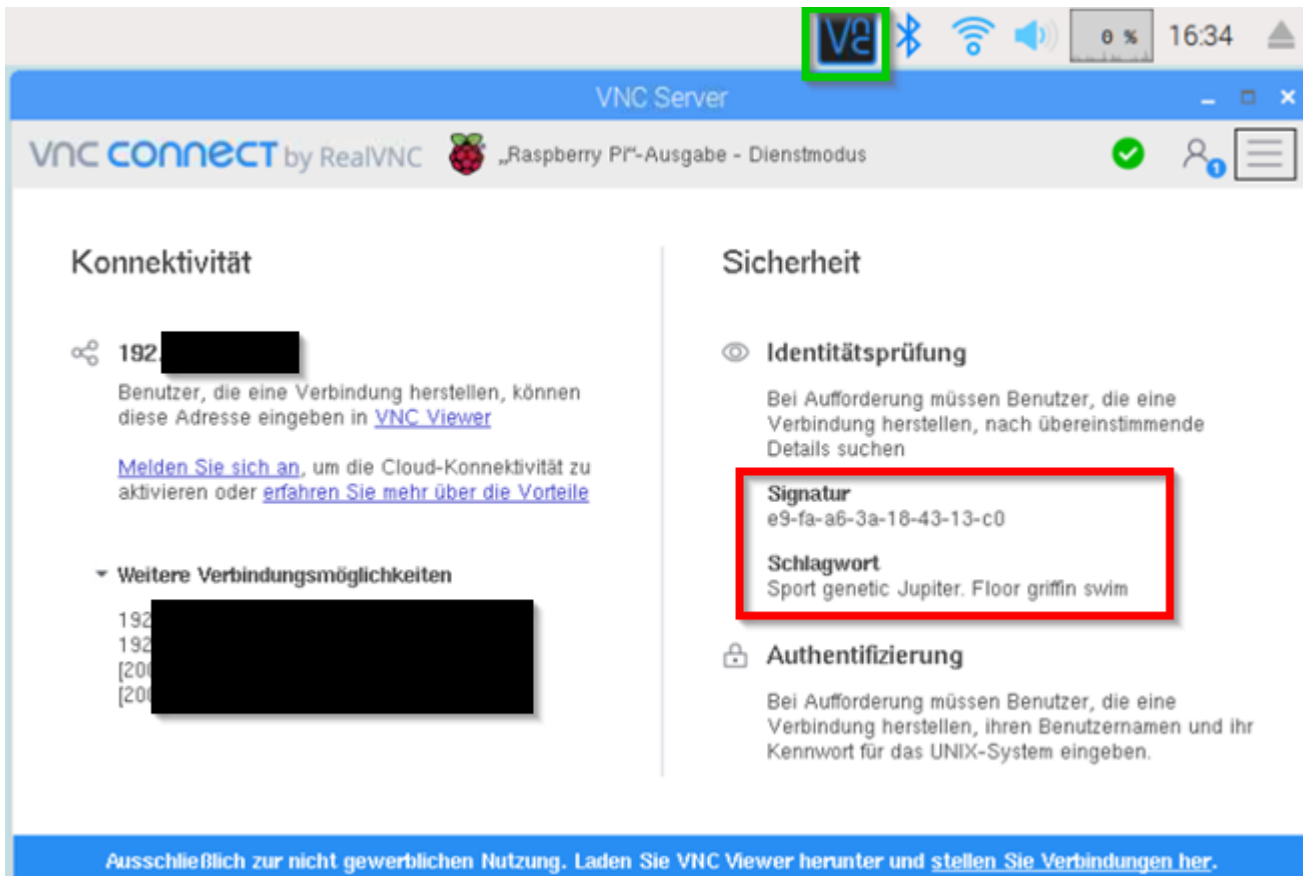 VNC
0 %
16:34
VNC Server
VNC CONNECT by RealVNC
„Raspberry Pi"-Ausgabe - Dienstmodus
1
Konnektivität
192.
Benutzer, die eine Verbindung herstellen, können
diese Adresse eingeben in VNC Viewer
Melden Sie sich an, um die Cloud-Konnektivität zu
aktivieren oder erfahren Sie mehr über die Vorteile
Weitere Verbindungsmöglichkeiten
192
192
[200
[200
Sicherheit
Identitätsprüfung
Bei Aufforderung müssen Benutzer, die eine
Verbindung herstellen, nach übereinstimmende
Details suchen
Signatur
e9-fa-a6-3a-18-43-13-c0
Schlagwort
Sport genetic Jupiter. Floor griffin swim
Authentifizierung
Bei Aufforderung müssen Benutzer, die eine
Verbindung herstellen, ihren Benutzernamen und ihr
Kennwort für das UNIX-System eingeben.
Ausschließlich zur nicht gewerblichen Nutzung. Laden Sie VNC Viewer herunter und stellen Sie Verbindungen her.